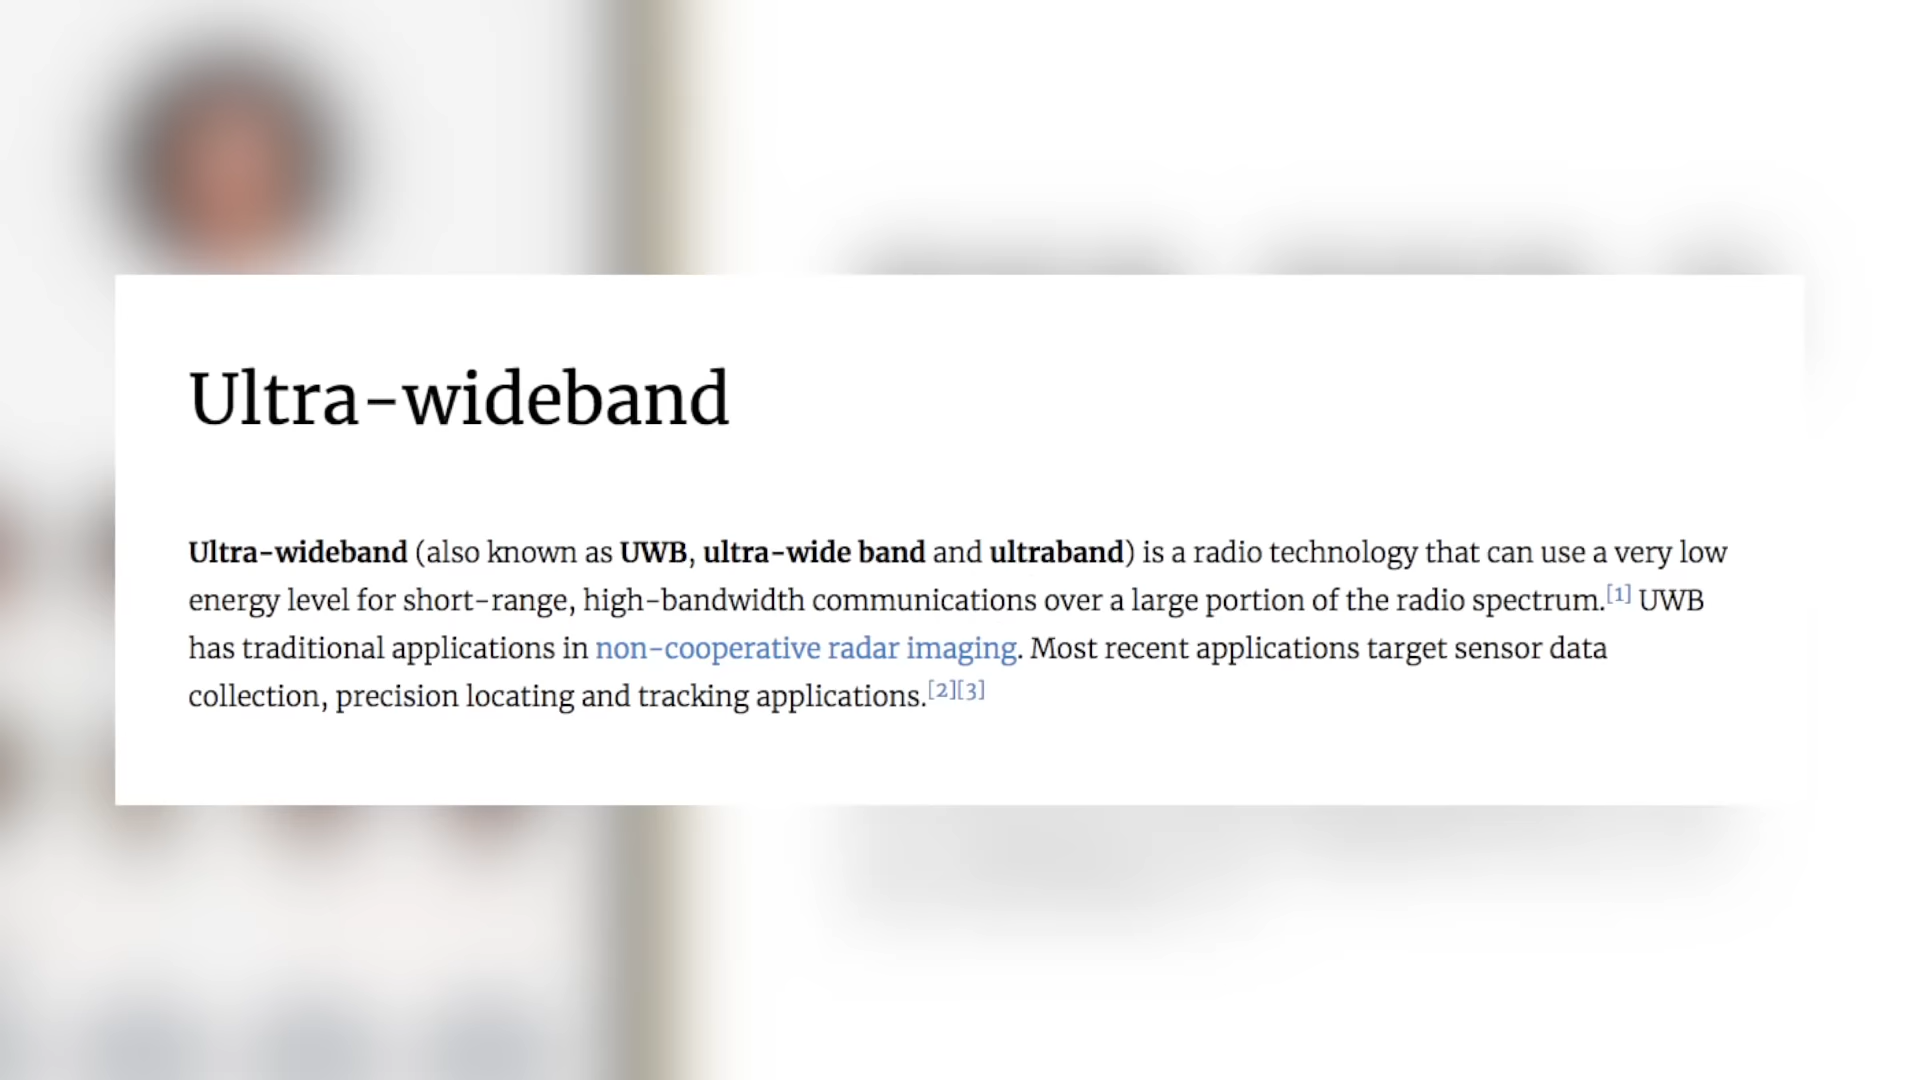 Ultra-wideband
Ultra-wideband (also known as UWB, ultra-wide band and ultraband) is a radio technology that can use a very low
energy level for short-range, high-bandwidth communications over a large portion of the radio spectrum.[1] UWB
has traditional applications in non-cooperative radar imaging. Most recent applications target sensor data
collection, precision locating and tracking applications.[2][3]